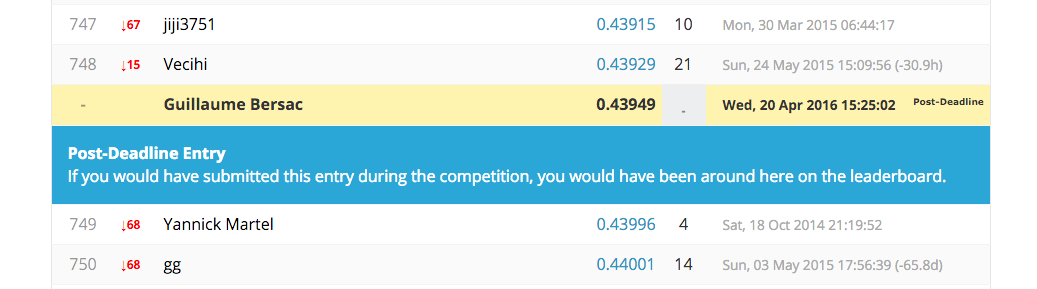 747 ↓67 jiji3751 0.43915 10 Mon, 30 Mar 2015 06:44:17
748 ↓15 Vecihi 0.43929 21 Sun, 24 May 2015 15:09:56 (-30.9h)
- Guillaume Bersac 0.43949 - Wed, 20 Apr 2016 15:25:02 Post-Deadline
Post-Deadline Entry
If you would have submitted this entry during the competition, you would have been around here on the leaderboard.
749 ↓68 Yannick Martel 0.43996 4 Sat, 18 Oct 2014 21:19:52
750 ↓68 gg 0.44001 14 Sun, 03 May 2015 17:56:39 (-65.8d)